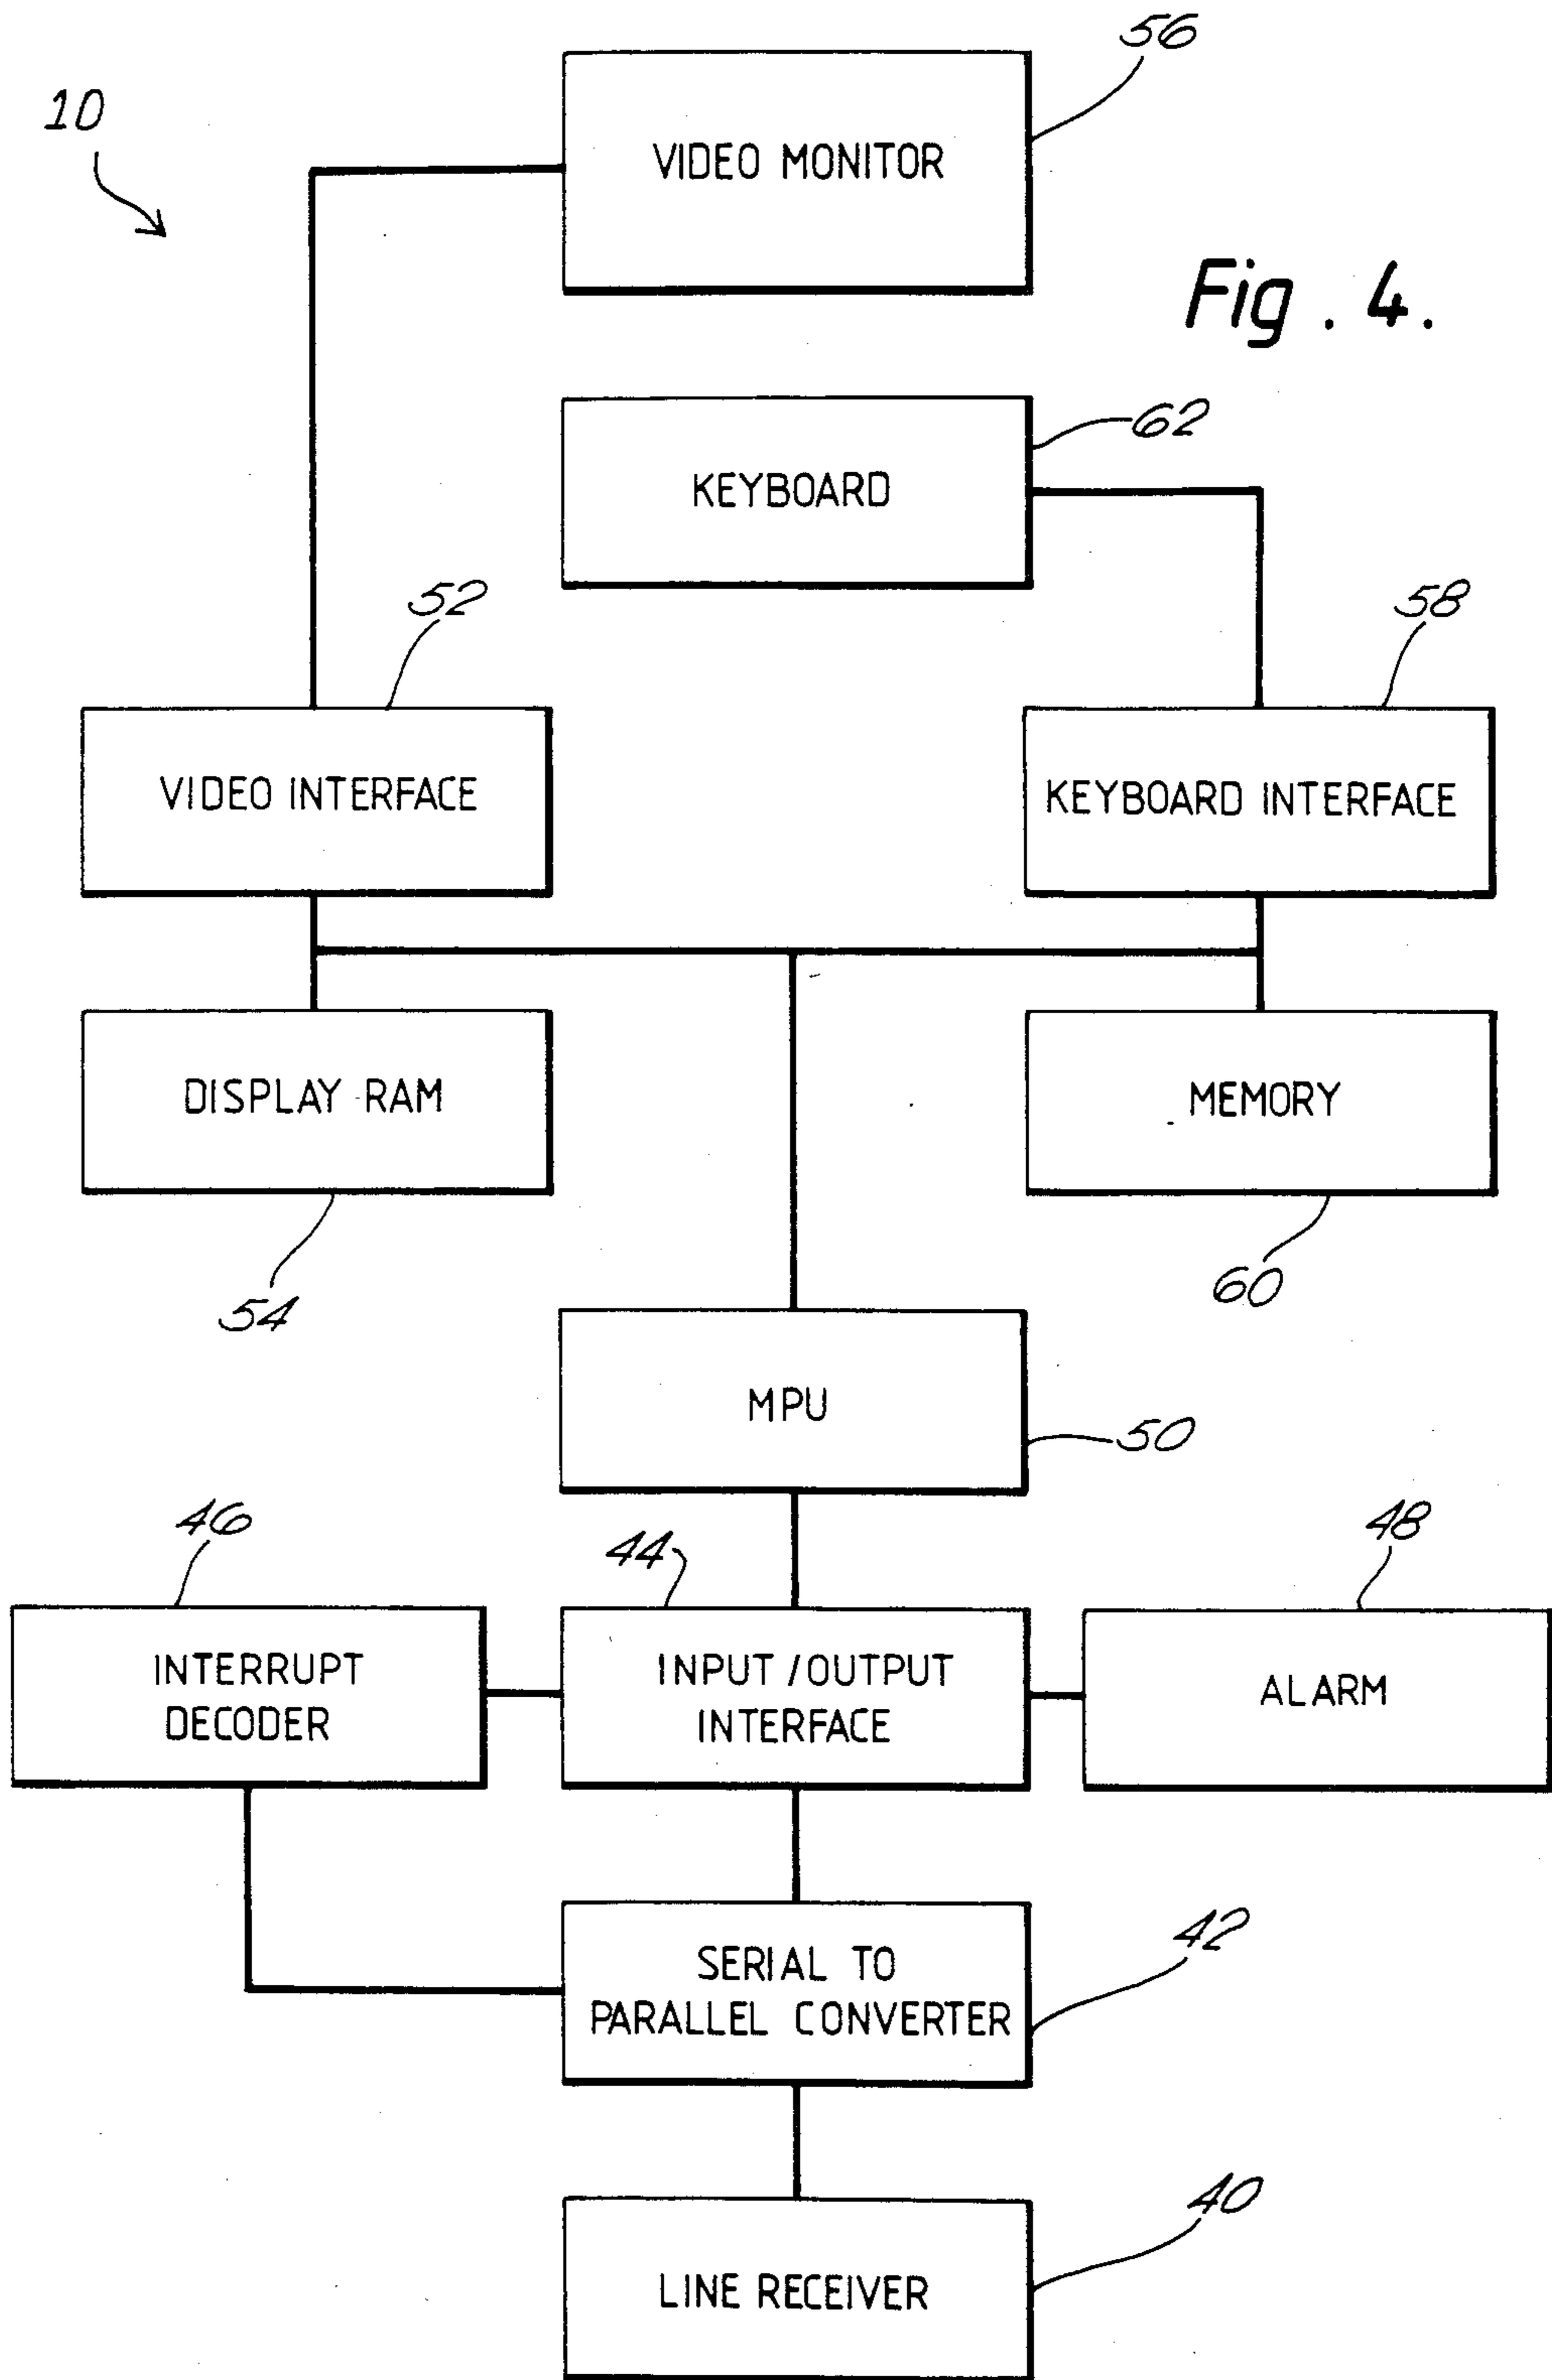 56
10
VIDEO MONITOR
Fig. 4.
62
KEYBOARD
52
58
VIDEO INTERFACE
KEYBOARD INTERFACE
DISPLAY RAM
MEMORY
54
60
MPU
50
46
44
48
INTERRUPT
DECODER
INPUT/OUTPUT
INTERFACE
ALARM
42
SERIAL TO
PARALLEL CONVERTER
40
LINE RECEIVER